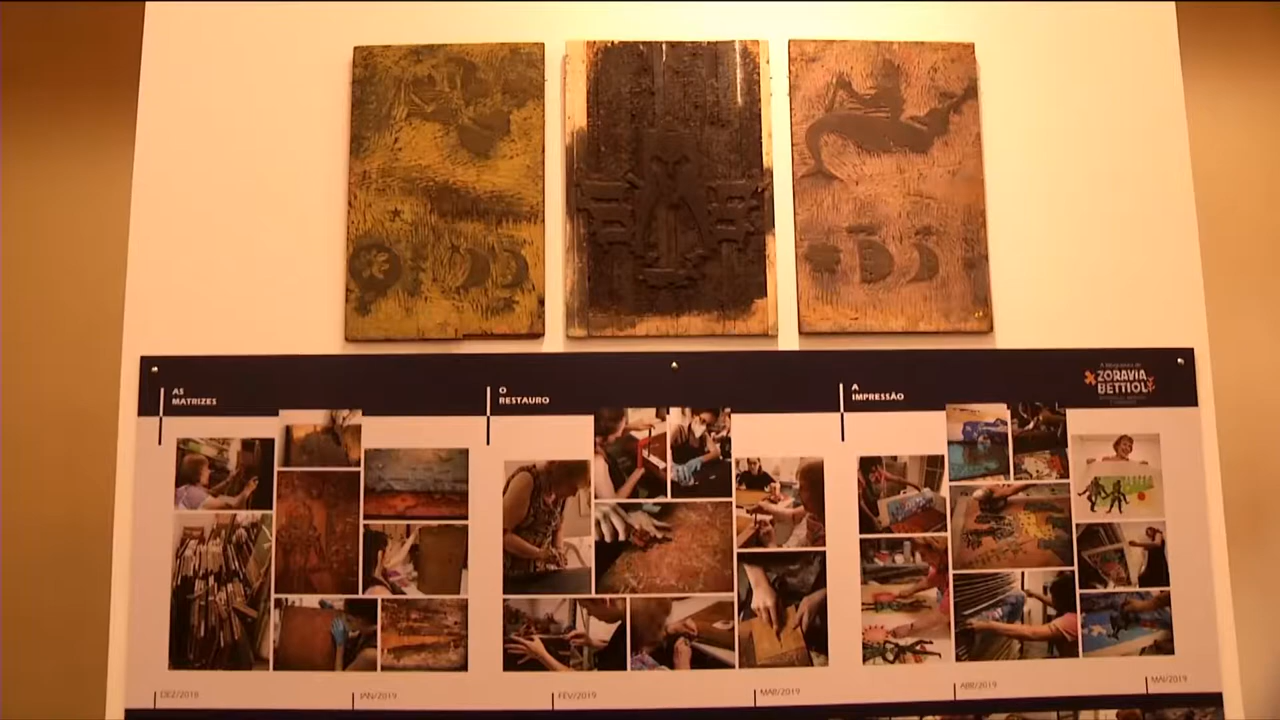 AS
MATRIZES
O
RESTAURO
A
IMPRESSÃO
ZORAVIA
BETTIOL
DEZ/2018
JAN/2019
FEV/2019
MAR/2019
ABR/2019
MAI/2019